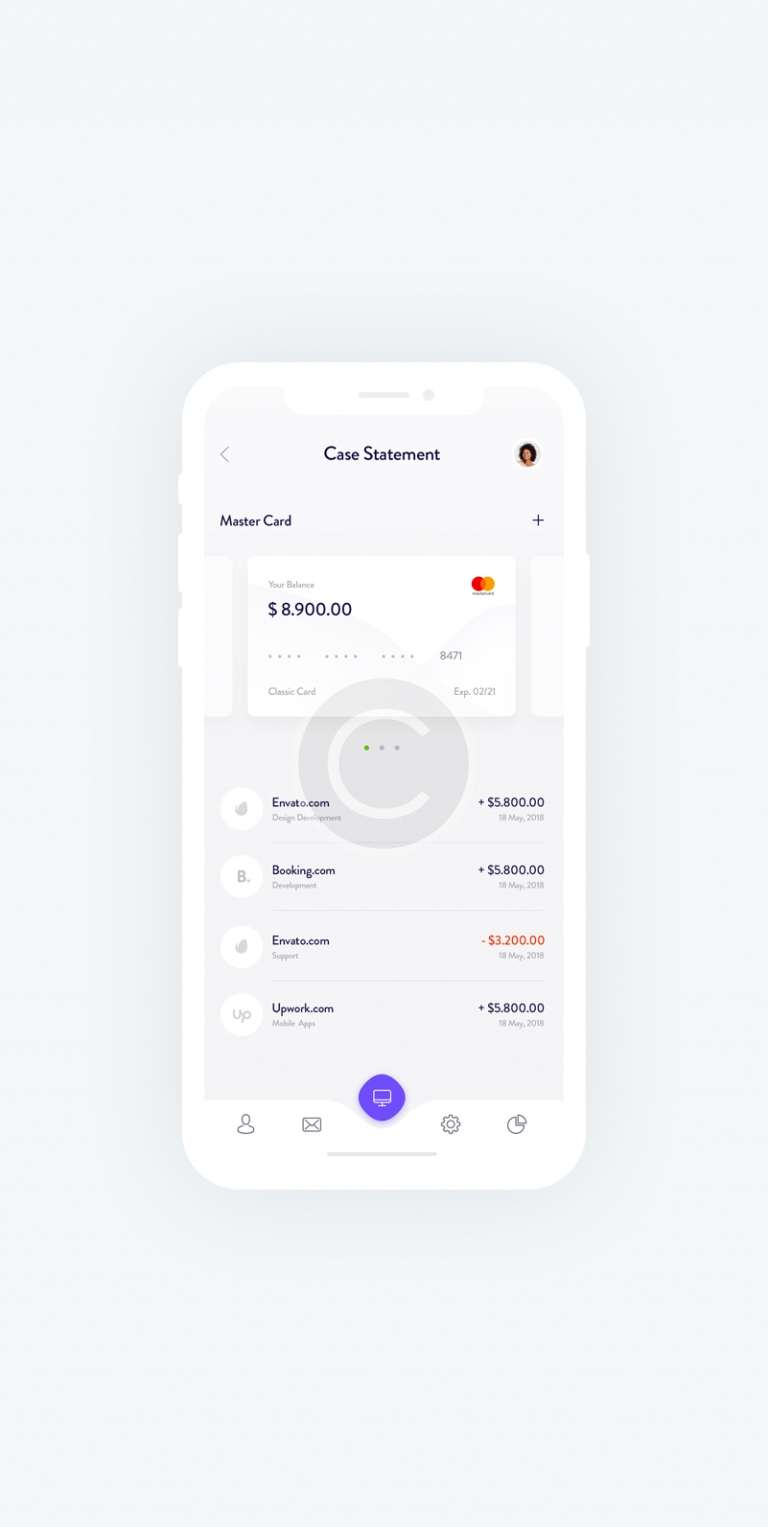 Case Statement
Master Card
Your Balance
$ 8.900.00
mastercard
• • • • • • • • • • • • 8471
Classic Card Exp. 02/21
Envato.com + $5.800.00
Design Development 18 May, 2018
B. Booking.com + $5.800.00
Development 18 May, 2018
Envato.com - $3.200.00
Support 18 May, 2018
Up Upwork.com + $5.800.00
Mobile Apps 18 May, 2018